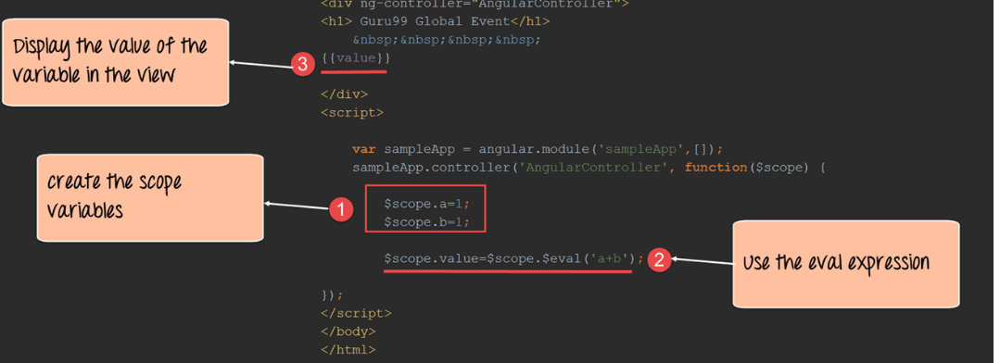 <div ng-controller="AngularController">
<h1> Guru99 Global Event</h1>
&nbsp;&nbsp;&nbsp;&nbsp;
{{value}}
3
Display the value of the
variable in the view
</div>
<script>
var sampleApp = angular.module('sampleApp',[]);
sampleApp.controller('AngularController', function($scope) {
create the scope
variables
1
$scope.a=1;
$scope.b=1;
$scope.value=$scope.$eval('a+b');
2
Use the eval expression
});
</script>
</body>
</html>